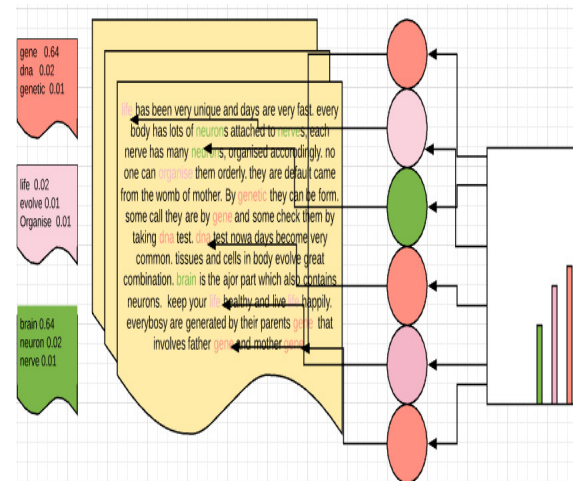 gene 0.64
dna 0.02
genetic 0.01
life 0.02
evolve 0.01
Organise 0.01
brain 0.64
neuron 0.02
nerve 0.01
life has been very unique and days are very fast. every
body has lots of neurons attached to nerves, each
nerve has many neurons, organised accordingly. no
one can organise them orderly. they are default came
from the womb of mother. By genetic they can be form.
some call they are by gene and some check them by
taking dna test. dna test nowa days become very
common. tissues and cells in body evolve great
combination. brain is the ajor part which also contains
neurons. keep your life healthy and live life happily.
everybosy are generated by their parents gene that
involves father gene and mother gene